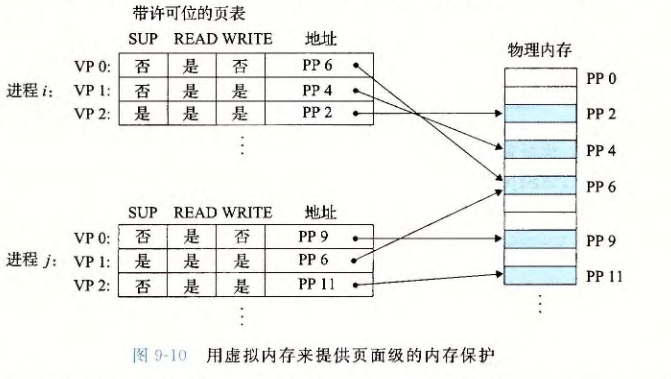 带许可位的页表
SUP READ WRITE 地址
物理内存
进程 i:
VP 0: 否 是 否 PP 6
VP 1: 否 是 是 PP 4
VP 2: 是 是 是 PP 2
⋮
PP 0
PP 2
PP 4
PP 6
PP 9
PP 11
⋮
SUP READ WRITE 地址
进程 j:
VP 0: 否 是 否 PP 9
VP 1: 是 是 是 PP 6
VP 2: 否 是 是 PP 11
⋮
图 9-10 用虚拟内存来提供页面级的内存保护